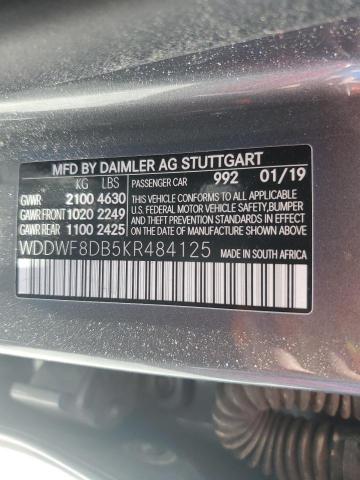 MFD BY DAIMLER AG STUTTGART
KG LBS PASSENGER CAR 992 01/19
GVWR 2100 4630 THIS VEHICLE CONFORMS TO ALL APPLICABLE
GAWR FRONT 1020 2249 U.S. FEDERAL MOTOR VEHICLE SAFETY,BUMPER
GAWR REAR 1100 2425 AND THEFT PREVENTION STANDARDS IN EFFECT
ON THE DATE OF MANUFACTURE SHOWN ABOVE.
WDDWF8DB5KR484125 MADE IN SOUTH AFRICA